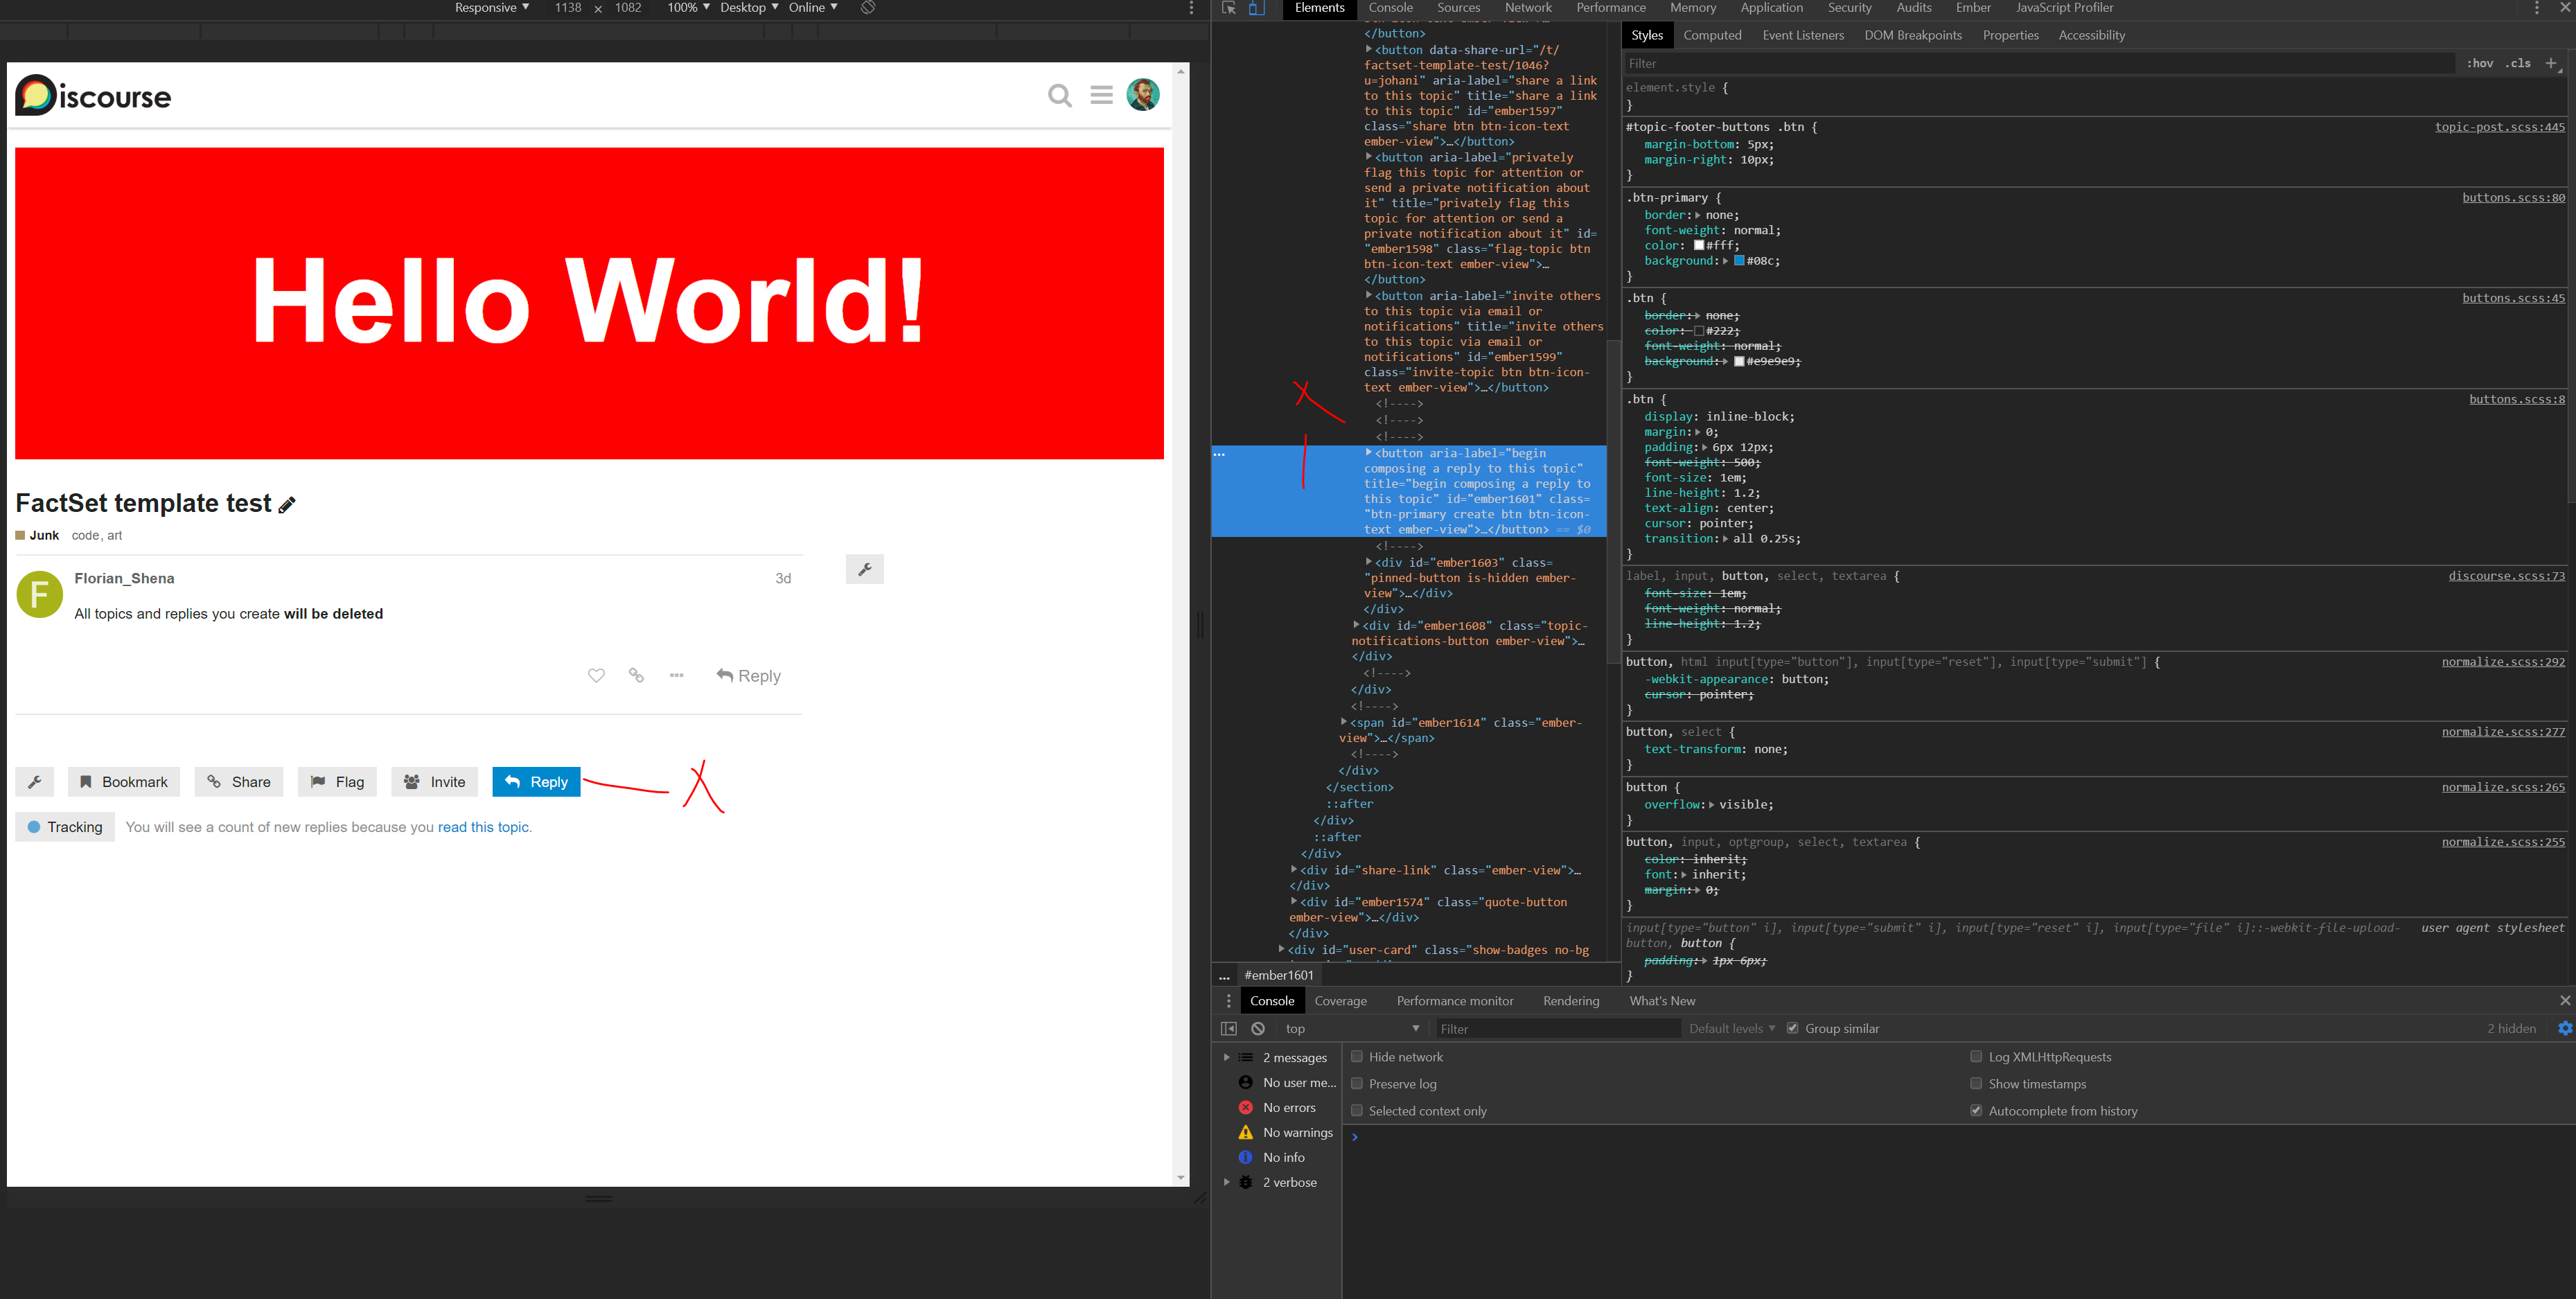 Responsive ▼ 1138 × 1082 100% ▼ Desktop ▼ Online ▼
Discourse
Hello World!
FactSet template test
Junk code, art
F Florian_Shena 3d
All topics and replies you create will be deleted
Reply
Bookmark Share Flag Invite Reply X
Tracking You will see a count of new replies because you read this topic.
Elements Console Sources Network Performance Memory Application Security Audits Ember JavaScript Profiler
</button>
<button data-share-url="/t/
factset-template-test/1046?
u=johani" aria-label="share a link
to this topic" title="share a link
to this topic" id="ember1597"
class="share btn btn-icon-text
ember-view">…</button>
<button aria-label="privately
flag this topic for attention or
send a private notification about
it" title="privately flag this
topic for attention or send a
private notification about it" id=
"ember1598" class="flag-topic btn
btn-icon-text ember-view">…
</button>
<button aria-label="invite others
to this topic via email or
notifications" title="invite others
to this topic via email or
notifications" id="ember1599"
class="invite-topic btn btn-icon-
text ember-view">…</button>
<!---->
<!---->
<!---->
<button aria-label="begin
composing a reply to this topic"
title="begin composing a reply to
this topic" id="ember1601" class=
"btn-primary create btn btn-icon-
text ember-view">…</button> == $0
<!---->
<div id="ember1603" class=
"pinned-button is-hidden ember-
view">…</div>
</div>
<div id="ember1608" class="topic-
notifications-button ember-view">…
</div>
<!---->
</div>
<!---->
<span id="ember1614" class="ember-
view">…</span>
<!---->
</div>
</section>
::after
</div>
::after
</div>
<div id="share-link" class="ember-view">…
</div>
<div id="ember1574" class="quote-button
ember-view">…</div>
</div>
<div id="user-card" class="show-badges no-bg
... #ember1601
Styles Computed Event Listeners DOM Breakpoints Properties Accessibility
Filter :hov .cls +
element.style {
}
#topic-footer-buttons .btn { topic-post.scss:445
margin-bottom: 5px;
margin-right: 10px;
}
.btn-primary { buttons.scss:80
border: none;
font-weight: normal;
color: #fff;
background: #08c;
}
.btn { buttons.scss:45
border: none;
color: #222;
font-weight: normal;
background: #e9e9e9;
}
.btn { buttons.scss:8
display: inline-block;
margin: 0;
padding: 6px 12px;
font-weight: 500;
font-size: 1em;
line-height: 1.2;
text-align: center;
cursor: pointer;
transition: all 0.25s;
}
label, input, button, select, textarea { discourse.scss:73
font-size: 1em;
font-weight: normal;
line-height: 1.2;
}
button, html input[type="button"], input[type="reset"], input[type="submit"] { normalize.scss:292
-webkit-appearance: button;
cursor: pointer;
}
button, select { normalize.scss:277
text-transform: none;
}
button { normalize.scss:265
overflow: visible;
}
button, input, optgroup, select, textarea { normalize.scss:255
color: inherit;
font: inherit;
margin: 0;
}
input[type="button" i], input[type="submit" i], input[type="reset" i], input[type="file" i]::-webkit-file-upload- user agent stylesheet
button, button {
padding: 1px 6px;
}
Console Coverage Performance monitor Rendering What's New
top ▼ Filter Default levels ▼ Group similar 2 hidden
2 messages
No user me...
No errors
No warnings
No info
2 verbose
Hide network Log XMLHttpRequests
Preserve log Show timestamps
Selected context only Autocomplete from history